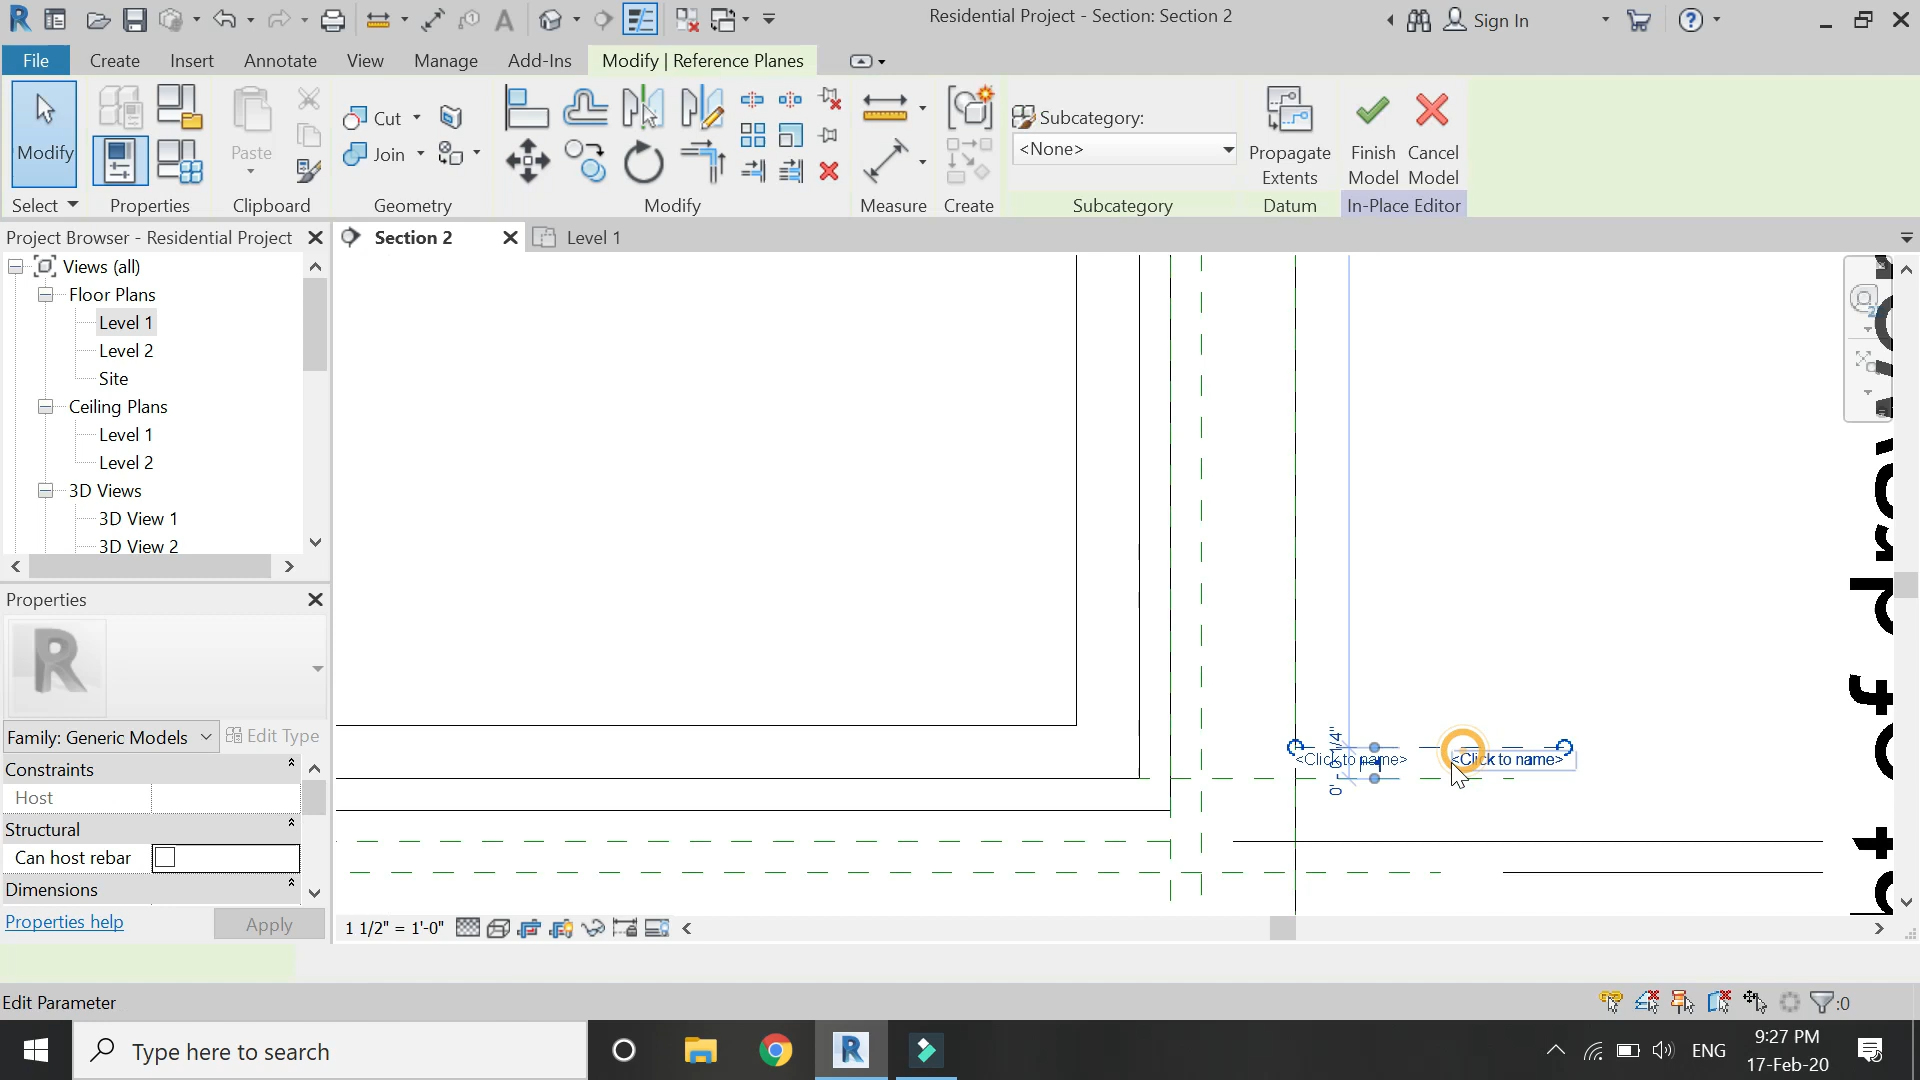 Residential Project - Section: Section 2
Sign In
File
Create
Insert
Annotate
View
Manage
Add-Ins
Modify | Reference Planes
Modify
Paste
Cut
Join
Subcategory:
<None>
Propagate Extents
Finish Model
Cancel Model
Select
Properties
Clipboard
Geometry
Modify
Measure
Create
Subcategory
Datum
In-Place Editor
Project Browser - Residential Project
Section 2
Level 1
Views (all)
Floor Plans
Level 1
Level 2
Site
Ceiling Plans
Level 1
Level 2
3D Views
3D View 1
3D View 2
Properties
R
Family: Generic Models
Edit Type
Constraints
Host
Structural
Can host rebar
Dimensions
Properties help
Apply
<Click to name>
<Click to name>
0' - 0 1/4"
1 1/2" = 1'-0"
Edit Parameter
:0
Type here to search
ENG
9:27 PM
17-Feb-20